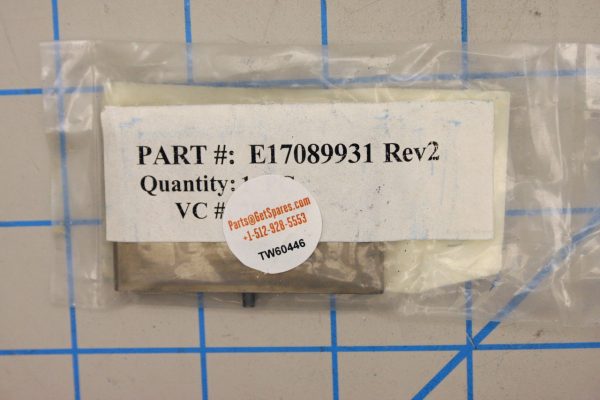 PART #: E17089931 Rev2
Quantity:
VC #
Parts@GetSpares.com
+1-512-928-5553
TW60446